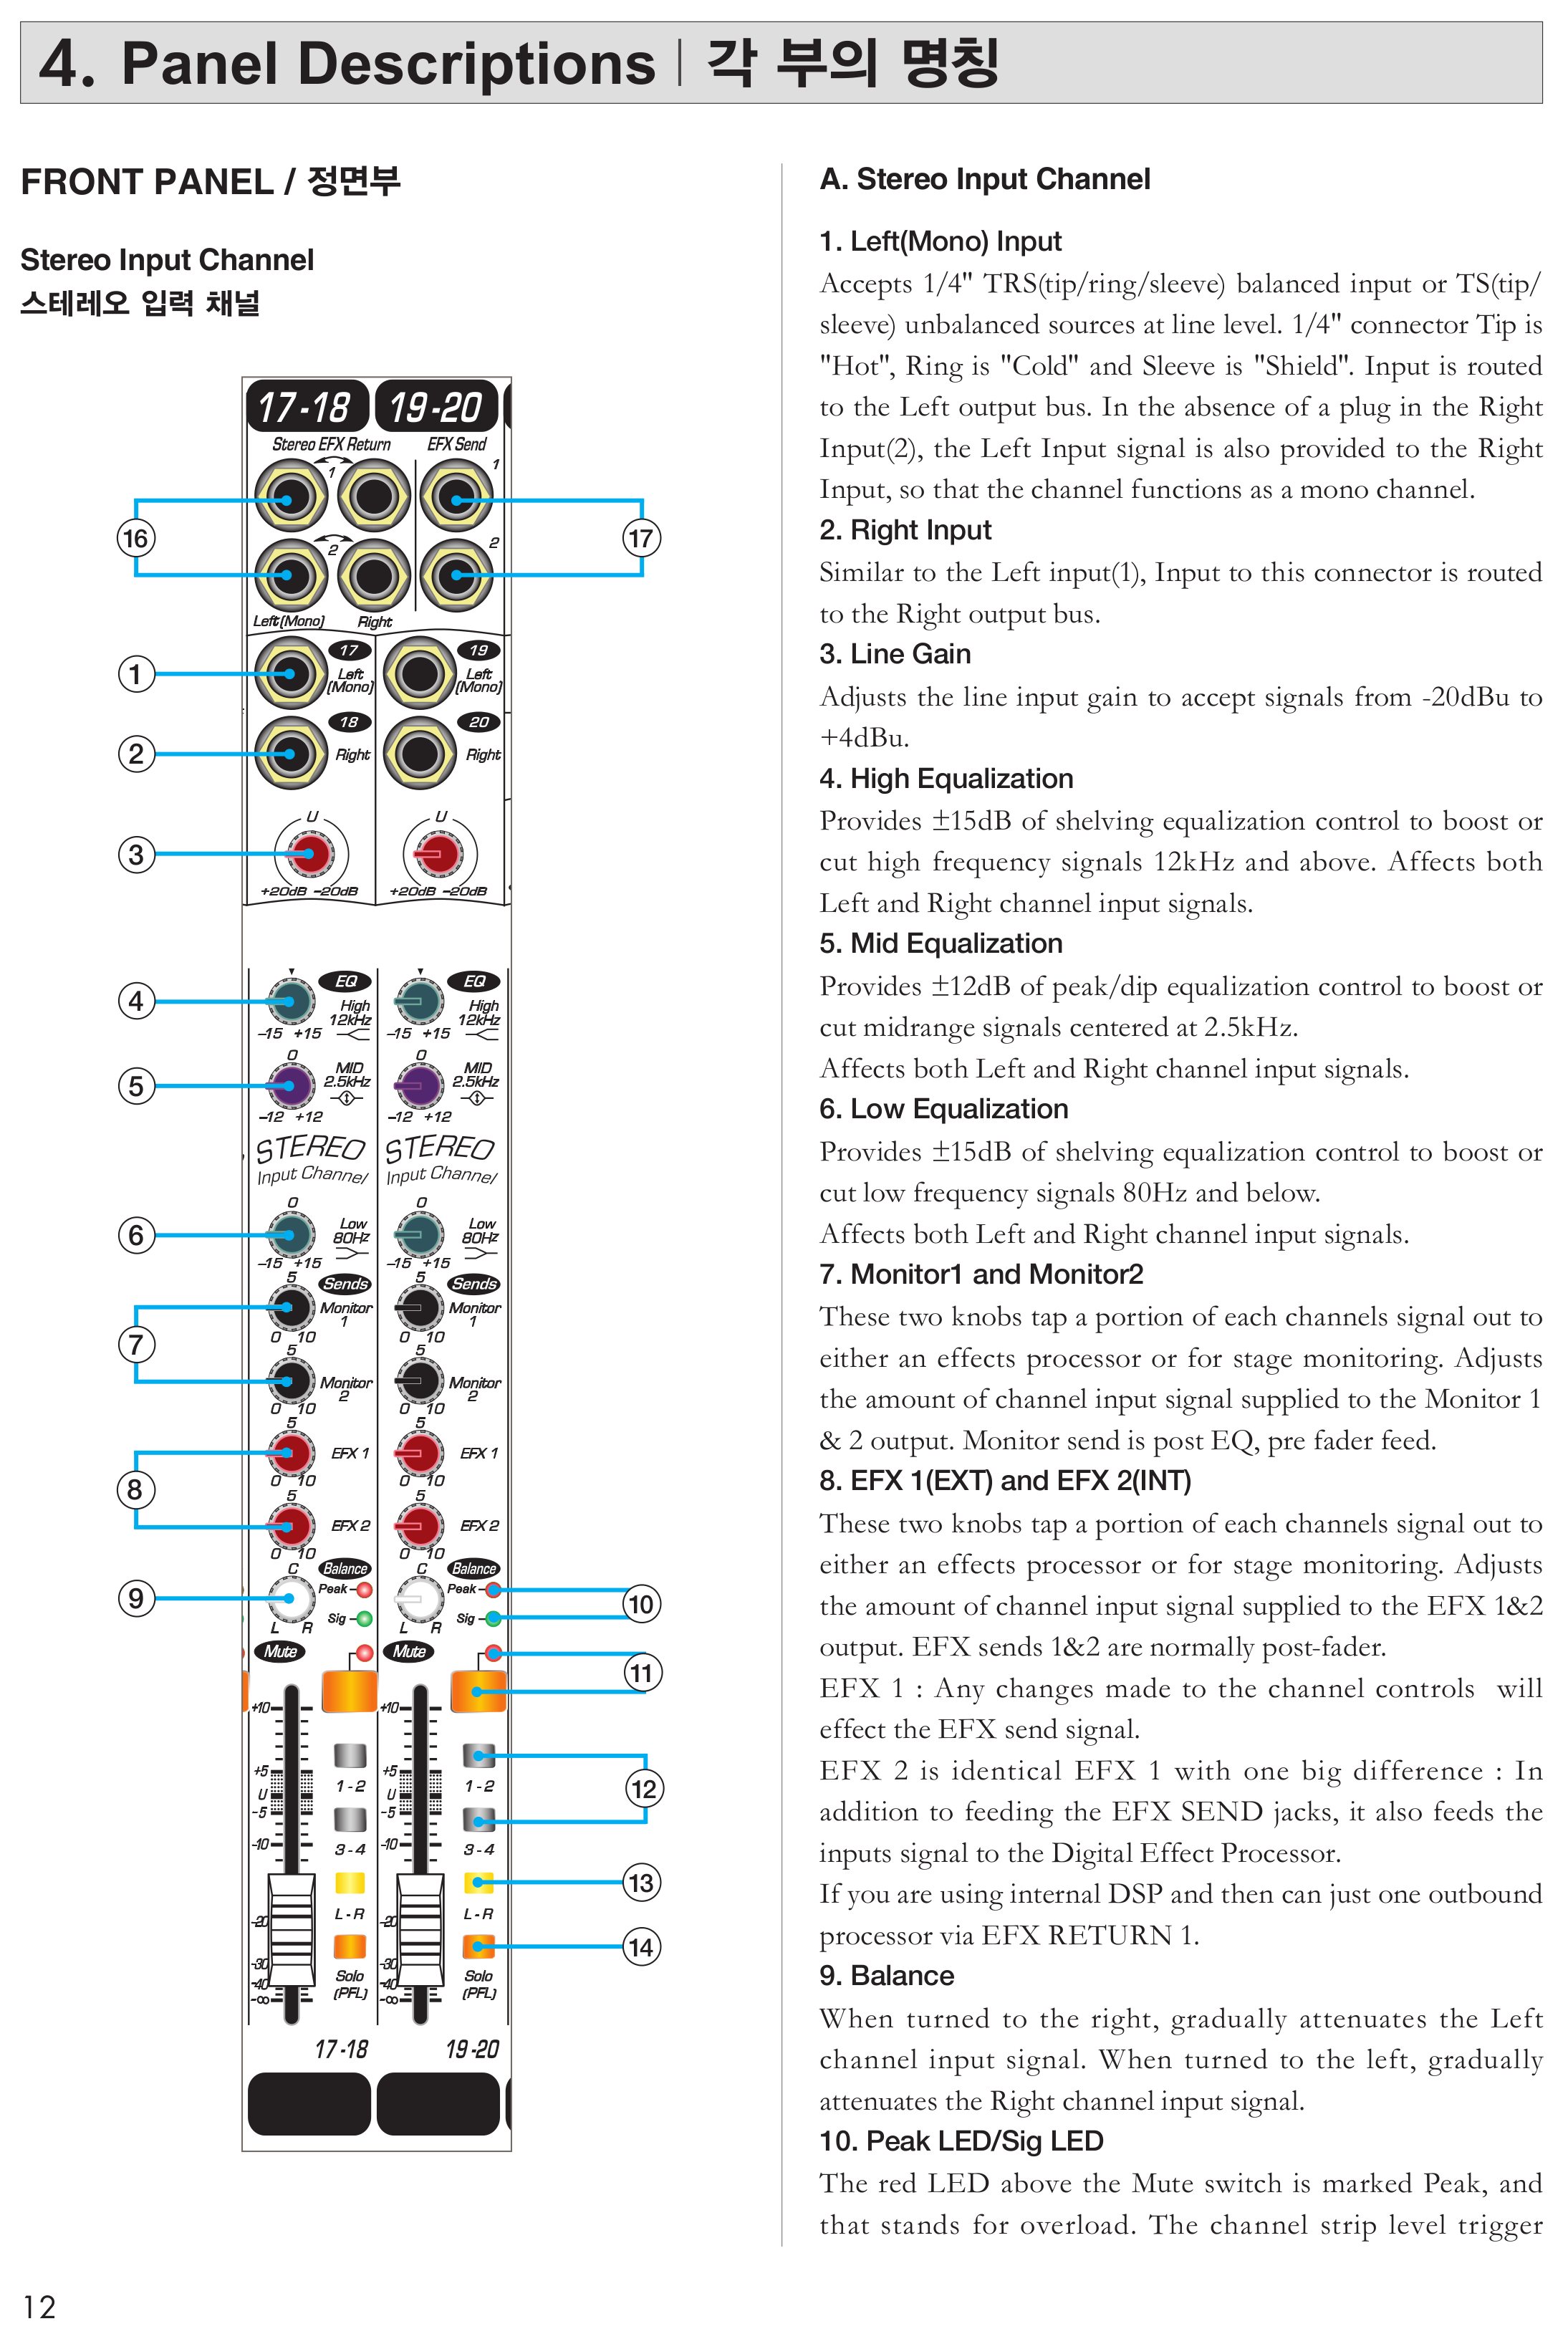 4. Panel Descriptions | 각 부의 명칭
FRONT PANEL / 정면부
Stereo Input Channel
스테레오 입력 채널
17-18 19-20
Stereo EFX Return EFX Send
1 1
16 17
2 2
Left(Mono) Right
1 17 Left (Mono) 19 Left (Mono)
2 18 Right 20 Right
3 U U
+20dB -20dB +20dB -20dB
4 EQ High 12kHz EQ High 12kHz
-15 +15 -15 +15
0 0
5 MID 2.5kHz MID 2.5kHz
-12 +12 -12 +12
STEREO STEREO
Input Channel Input Channel
0 0
6 Low 80Hz Low 80Hz
-15 +15 -15 +15
5 Sends 5 Sends
Monitor 1 Monitor 1
0 10 0 10
7
5 5
Monitor 2 Monitor 2
0 10 0 10
5 5
EFX 1 EFX 1
0 10 0 10
8
5 5
EFX 2 EFX 2
0 10 0 10
C Balance C Balance
9 Peak Peak 10
Sig Sig
L R L R
Mute Mute 11
+10 +10
+5 +5
1-2 1-2
U U 12
-5 -5
-10 -10
3-4 3-4
13
L-R L-R
-20 -20
14
-30 -30
Solo (PFL) Solo (PFL)
-40 -40
-∞ -∞
17-18 19-20
A. Stereo Input Channel
1. Left(Mono) Input
Accepts 1/4" TRS(tip/ring/sleeve) balanced input or TS(tip/
sleeve) unbalanced sources at line level. 1/4" connector Tip is
"Hot", Ring is "Cold" and Sleeve is "Shield". Input is routed
to the Left output bus. In the absence of a plug in the Right
Input(2), the Left Input signal is also provided to the Right
Input, so that the channel functions as a mono channel.
2. Right Input
Similar to the Left input(1), Input to this connector is routed
to the Right output bus.
3. Line Gain
Adjusts the line input gain to accept signals from -20dBu to
+4dBu.
4. High Equalization
Provides ±15dB of shelving equalization control to boost or
cut high frequency signals 12kHz and above. Affects both
Left and Right channel input signals.
5. Mid Equalization
Provides ±12dB of peak/dip equalization control to boost or
cut midrange signals centered at 2.5kHz.
Affects both Left and Right channel input signals.
6. Low Equalization
Provides ±15dB of shelving equalization control to boost or
cut low frequency signals 80Hz and below.
Affects both Left and Right channel input signals.
7. Monitor1 and Monitor2
These two knobs tap a portion of each channels signal out to
either an effects processor or for stage monitoring. Adjusts
the amount of channel input signal supplied to the Monitor 1
& 2 output. Monitor send is post EQ, pre fader feed.
8. EFX 1(EXT) and EFX 2(INT)
These two knobs tap a portion of each channels signal out to
either an effects processor or for stage monitoring. Adjusts
the amount of channel input signal supplied to the EFX 1&2
output. EFX sends 1&2 are normally post-fader.
EFX 1 : Any changes made to the channel controls will
effect the EFX send signal.
EFX 2 is identical EFX 1 with one big difference : In
addition to feeding the EFX SEND jacks, it also feeds the
inputs signal to the Digital Effect Processor.
If you are using internal DSP and then can just one outbound
processor via EFX RETURN 1.
9. Balance
When turned to the right, gradually attenuates the Left
channel input signal. When turned to the left, gradually
attenuates the Right channel input signal.
10. Peak LED/Sig LED
The red LED above the Mute switch is marked Peak, and
that stands for overload. The channel strip level trigger
12